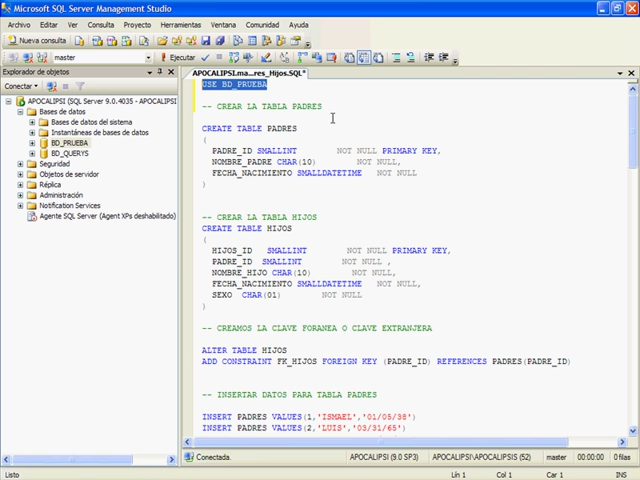 Microsoft SQL Server Management Studio
Archivo Editar Ver Consulta Proyecto Herramientas Ventana Comunidad Ayuda
Nueva consulta
master Ejecutar
Explorador de objetos
Conectar
APOCALIPSI (SQL Server 9.0.4035 - APOCALIPSI
Bases de datos
Bases de datos del sistema
Instantáneas de bases de datos
BD_PRUEBA
BD_QUERYS
Seguridad
Objetos de servidor
Réplica
Administración
Notification Services
Agente SQL Server (Agent XPs deshabilitado)
APOCALIPSI.ma...res_Hijos.SQL*
USE BD_PRUEBA
-- CREAR LA TABLA PADRES
CREATE TABLE PADRES
(
PADRE_ID SMALLINT NOT NULL PRIMARY KEY,
NOMBRE_PADRE CHAR(10) NOT NULL,
FECHA_NACIMIENTO SMALLDATETIME NOT NULL
)
-- CREAR LA TABLA HIJOS
CREATE TABLE HIJOS
(
HIJOS_ID SMALLINT NOT NULL PRIMARY KEY,
PADRE_ID SMALLINT NOT NULL ,
NOMBRE_HIJO CHAR(10) NOT NULL,
FECHA_NACIMIENTO SMALLDATETIME NOT NULL,
SEXO CHAR(01) NOT NULL
)
-- CREAMOS LA CLAVE FORANEA O CLAVE EXTRANJERA
ALTER TABLE HIJOS
ADD CONSTRAINT FK_HIJOS FOREIGN KEY (PADRE_ID) REFERENCES PADRES(PADRE_ID)
-- INSERTAR DATOS PARA TABLA PADRES
INSERT PADRES VALUES(1,'ISMAEL','01/05/38')
INSERT PADRES VALUES(2,'LUIS','03/31/65')
Conectada. APOCALIPSI (9.0 SP3) APOCALIPSI\APOCALIPSIS (52) master 00:00:00 0 filas
Listo Lín 1 Col 1 Car 1 INS